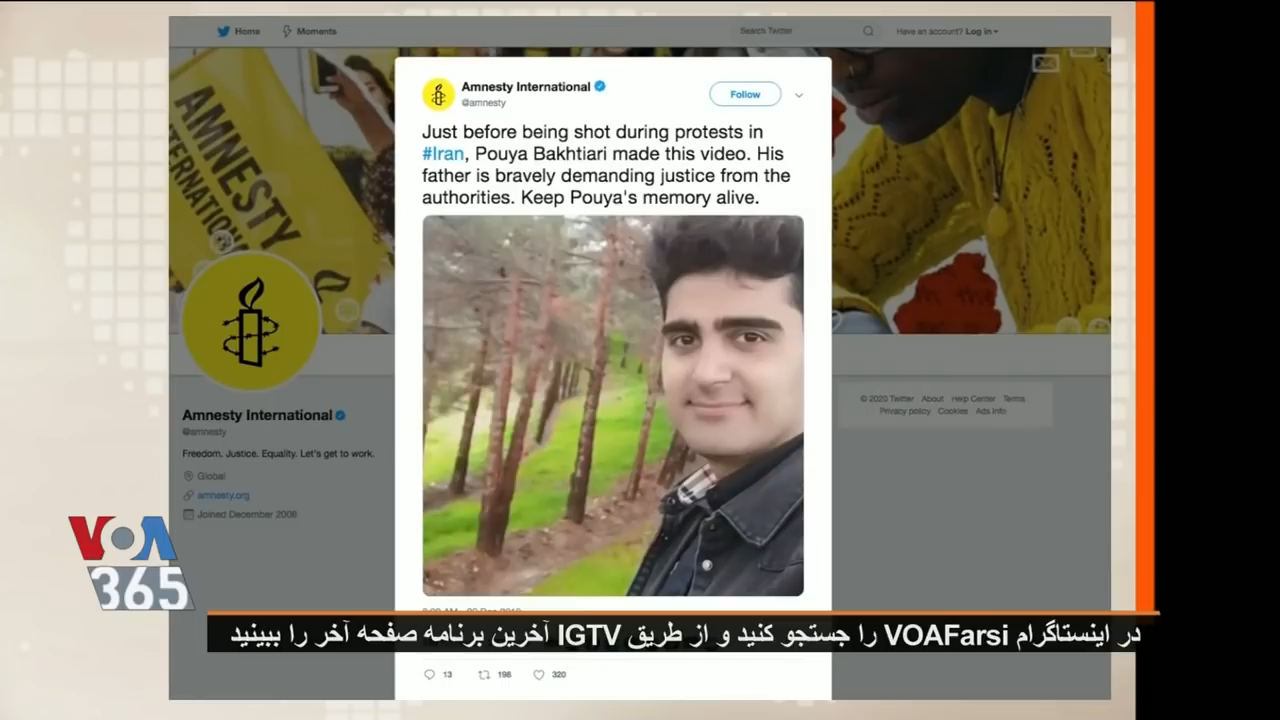 Home
Moments
Search Twitter
Have an account? Log in
AMNESTY
INTERNATIONAL
Amnesty International
@amnesty
Follow
Just before being shot during protests in
#Iran, Pouya Bakhtiari made this video. His
father is bravely demanding justice from the
authorities. Keep Pouya's memory alive.
Amnesty International
@amnesty
Freedom. Justice. Equality. Let's get to work.
Global
amnesty.org
Joined December 2008
© 2020 Twitter About Help Center Terms
Privacy policy Cookies Ads info
VOA
365
در اینستاگرام VOAFarsi را جستجو کنید و از طریق IGTV آخرین برنامه صفحه آخر را ببینید
13 196 320